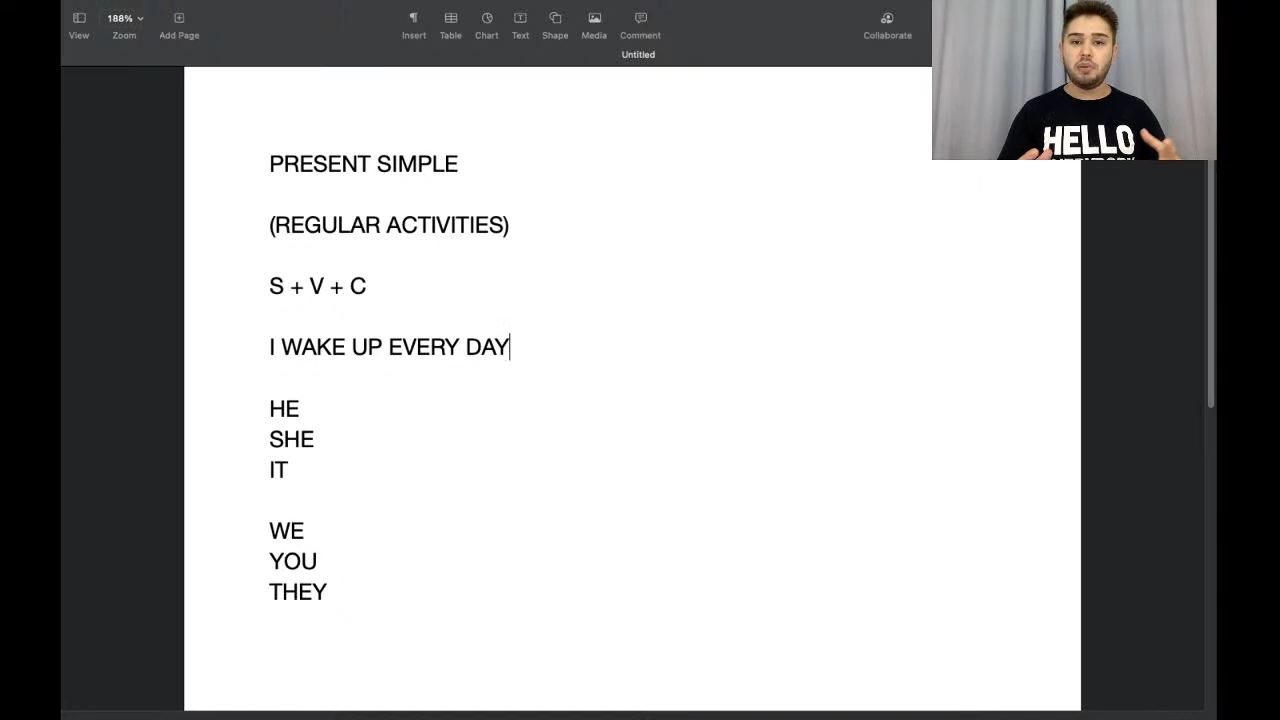 188%
View
Zoom
Add Page
Insert
Table
Chart
Text
Shape
Media
Comment
Collaborate
Untitled
HELLO
PRESENT SIMPLE
(REGULAR ACTIVITIES)
S + V + C
I WAKE UP EVERY DAY
HE
SHE
IT
WE
YOU
THEY